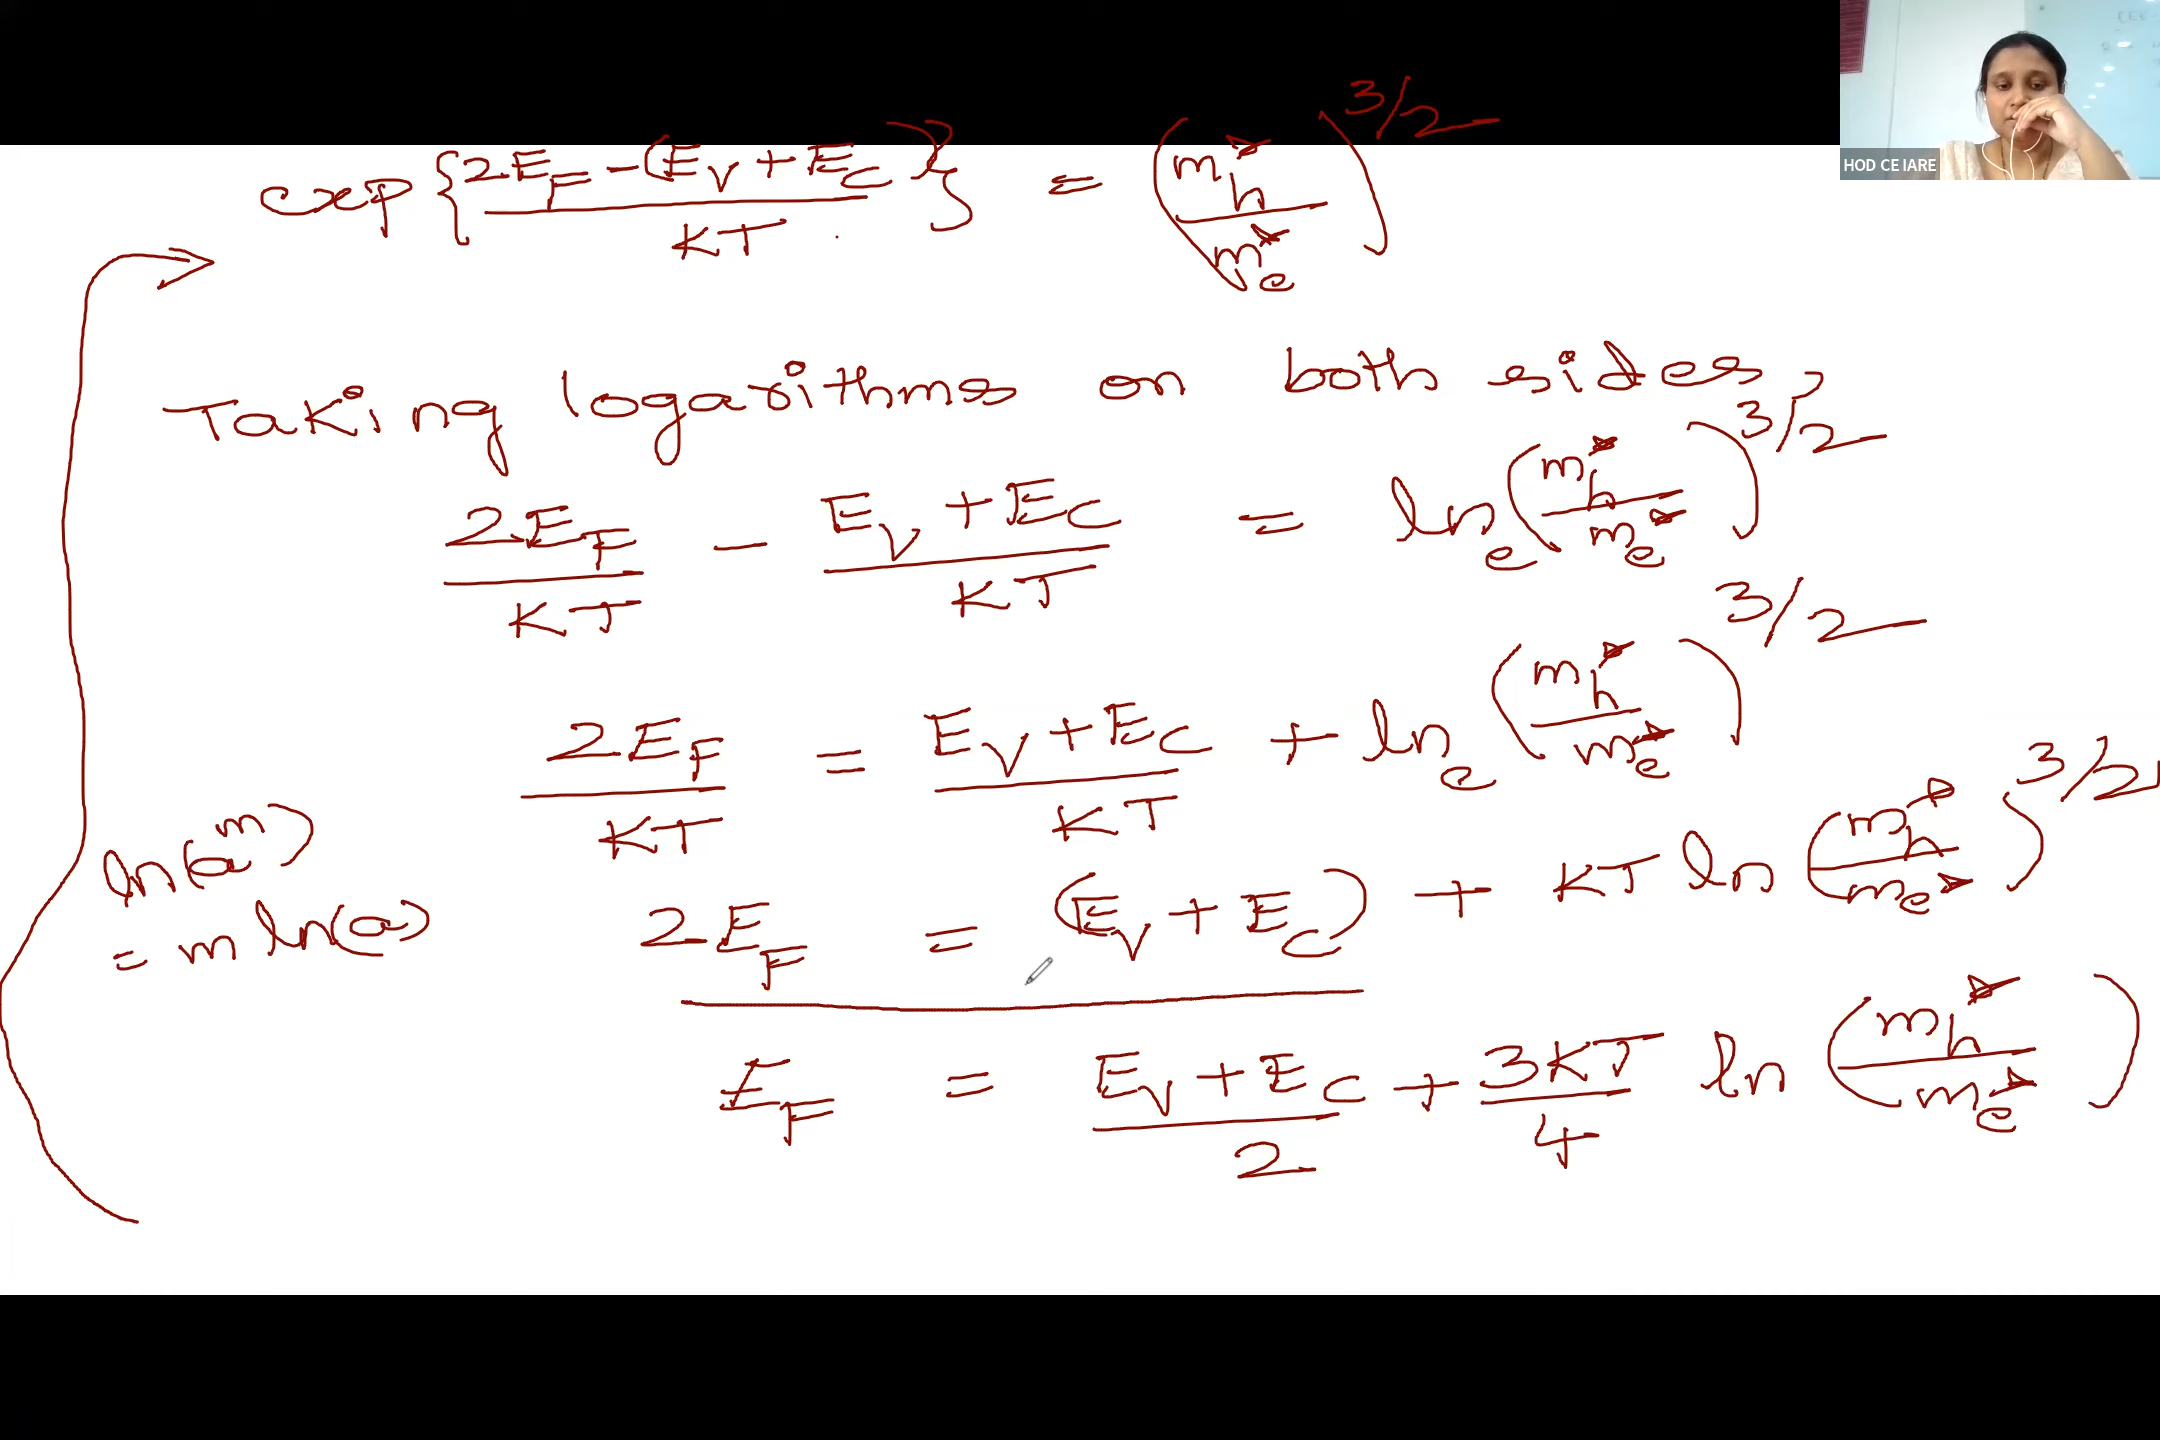 HOD CE IARE
exp{2E_F - (E_V + E_C) / KT} = (m_h* / m_e*)^3/2
Taking logarithms on both sides,
2E_F / KT - E_V + E_C / KT = ln_e (m_h* / m_e*)^3/2
2E_F / KT = E_V + E_C / KT + ln_e (m_h* / m_e*)^3/2
ln(a^m)
= m ln(a)
2E_F = (E_V + E_C) + KT ln (m_h* / m_e*)^3/2
E_F = E_V + E_C / 2 + 3KT / 4 ln (m_h* / m_e*)